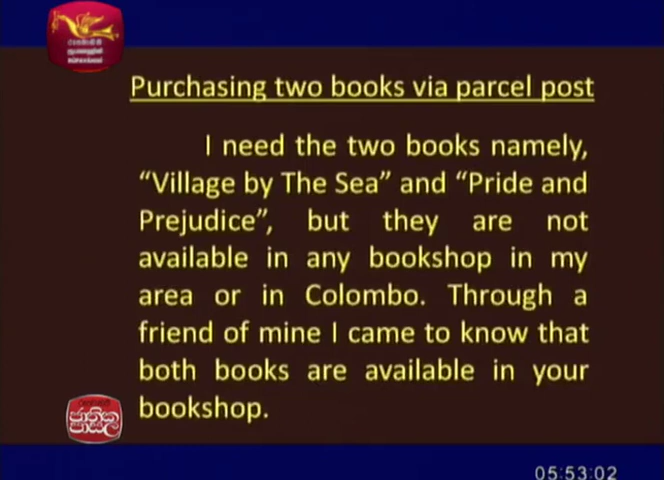 Purchasing two books via parcel post
I need the two books namely,
“Village by The Sea” and “Pride and
Prejudice”, but they are not
available in any bookshop in my
area or in Colombo. Through a
friend of mine I came to know that
both books are available in your
bookshop.
ජාතික
පාසල
05:53:02